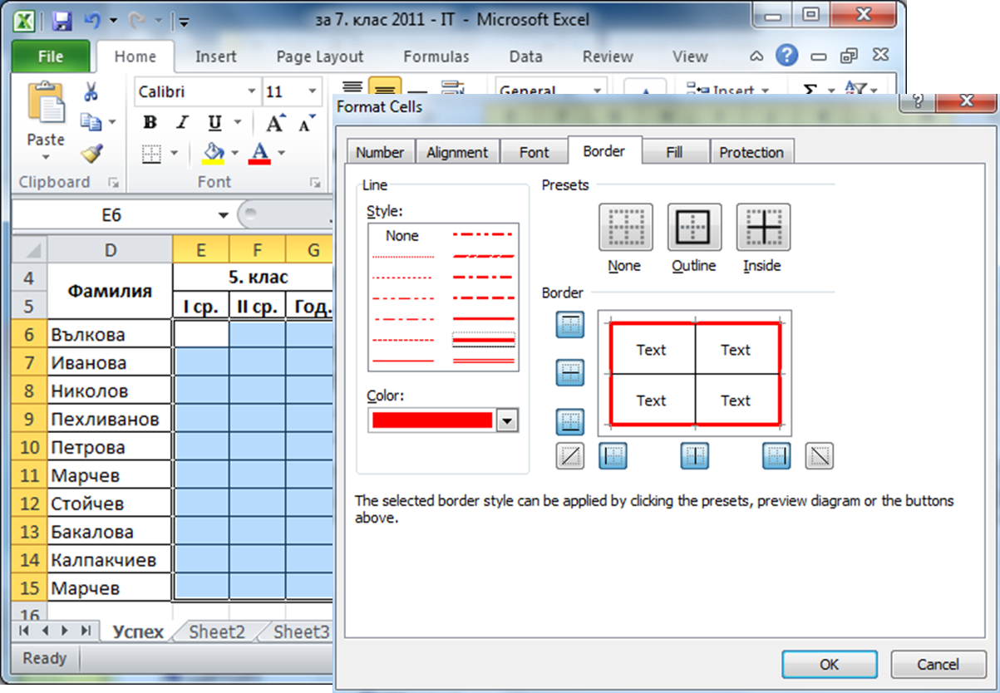 за 7. клас 2011 - IT - Microsoft Excel
File Home Insert Page Layout Formulas Data Review View
Calibri 11 General Insert Σ
Paste B I U A A
A
Clipboard Font
E6
D E F G
4 Фамилия 5. клас
5 I ср. II ср. Год.
6 Вълкова
7 Иванова
8 Николов
9 Пехливанов
10 Петрова
11 Марчев
12 Стойчев
13 Бакалова
14 Калпакчиев
15 Марчев
16
Успех Sheet2 Sheet3
Ready
Format Cells
Number Alignment Font Border Fill Protection
Line
Style:
None
Color:
Presets
None Outline Inside
Border
Text Text
Text Text
The selected border style can be applied by clicking the presets, preview diagram or the buttons
above.
OK Cancel